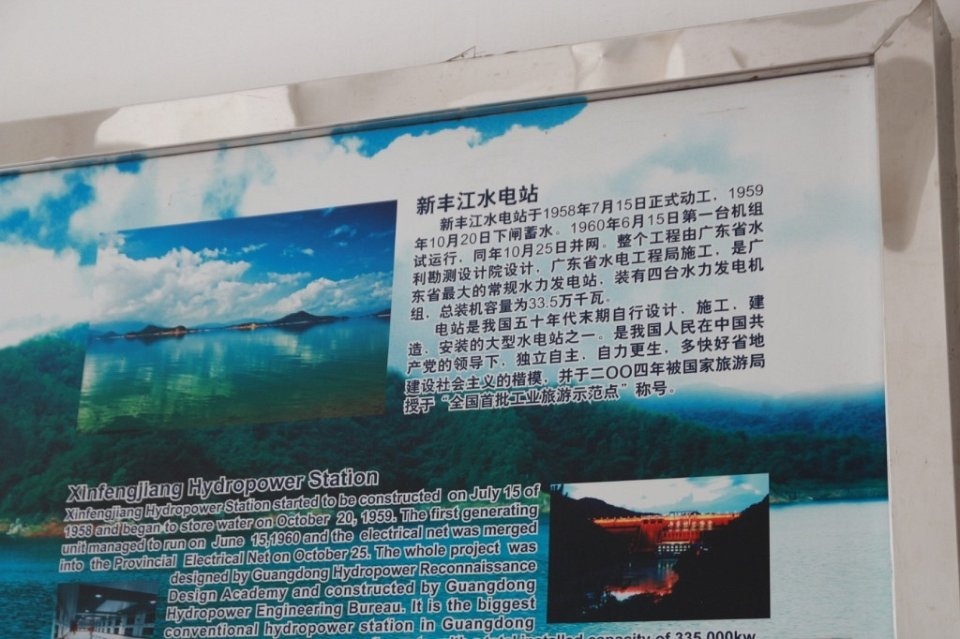 新丰江水电站
新丰江水电站于1958年7月15日正式动工，1959
年10月20日下闸蓄水。1960年6月15日第一台机组
试运行，同年10月25日并网。整个工程由广东省水
利勘测设计院设计，广东省水电工程局施工，是广
东省最大的常规水力发电站，装有四台水力发电机
组，总装机容量为33.5万千瓦。
电站是我国五十年代末期自行设计、施工、建
造、安装的大型水电站之一。是我国人民在中国共
产党的领导下，独立自主，自力更生，多快好省地
建设社会主义的楷模，并于二OO四年被国家旅游局
授于“全国首批工业旅游示范点”称号。
Xinfengjiang Hydropower Station
Xinfengjiang Hydropower Station started to be constructed on July 15 of
1958 and began to store water on October 20, 1959. The first generating
unit managed to run on June 15,1960 and the electrical net was merged
into the Provincial Electrical Net on October 25. The whole project was
designed by Guangdong Hydropower Reconnaissance
Design Academy and constructed by Guangdong
Hydropower Engineering Bureau. It is the biggest
conventional hydropower station in Guangdong
installed capacity of 335,000kw